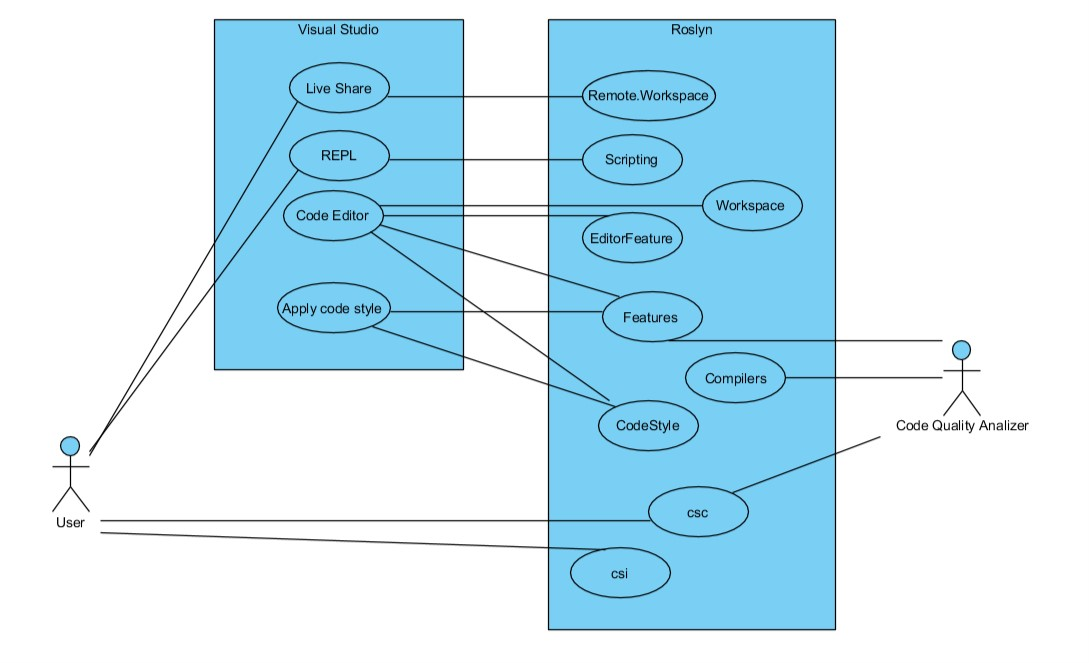 Visual Studio
Roslyn
Live Share
Remote.Workspace
REPL
Scripting
Code Editor
Workspace
EditorFeature
Apply code style
Features
Compilers
CodeStyle
Code Quality Analizer
csc
User
csi